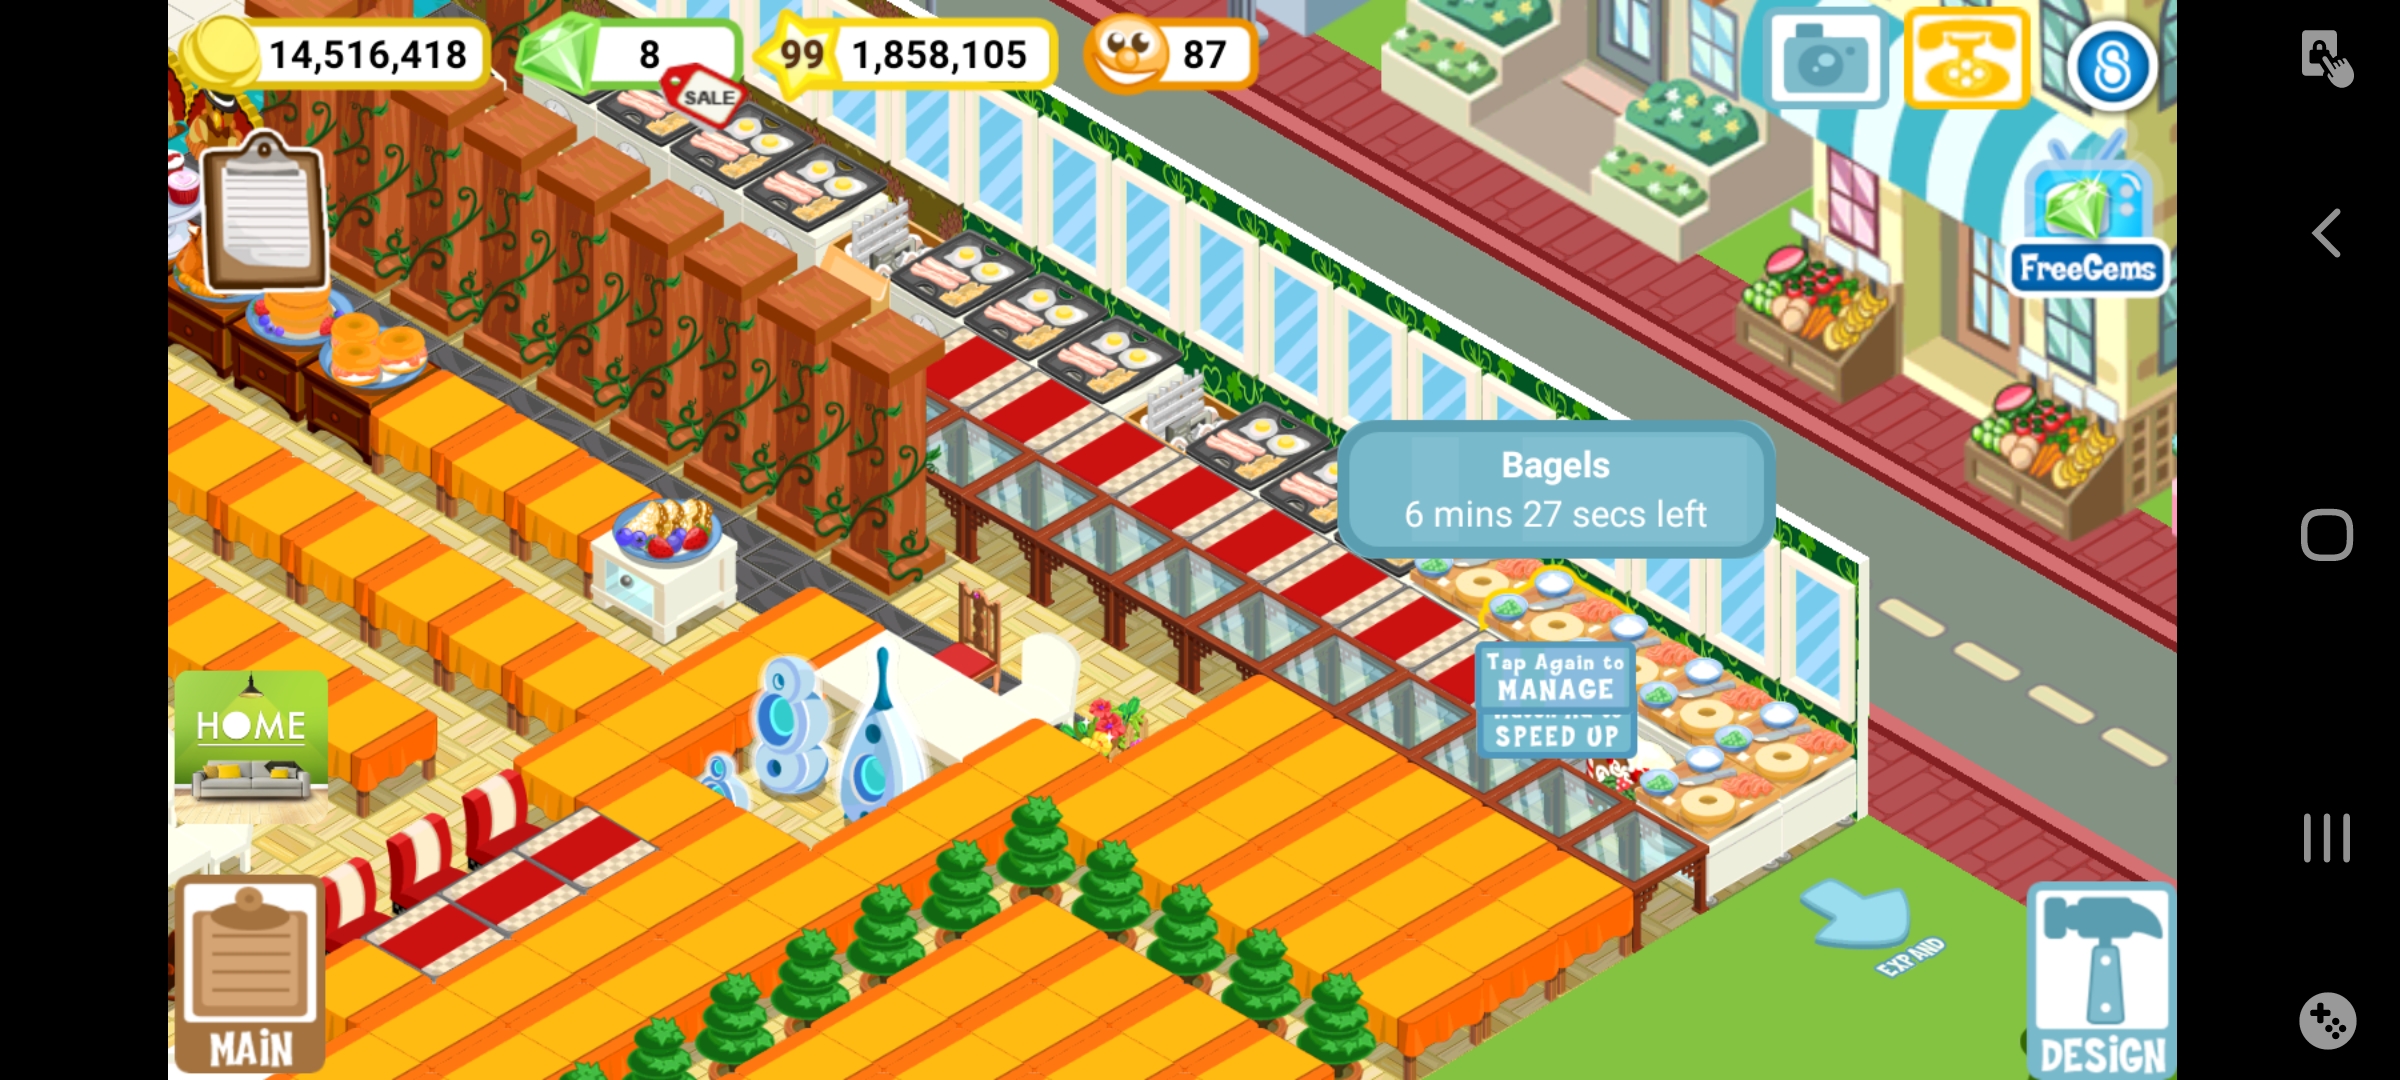 14,516,418
8
SALE
99 1,858,105
87
FreeGems
Bagels
6 mins 27 secs left
Tap Again to
MANAGE
SPEED UP
HOME
EXPAND
MAiN
DESiGN